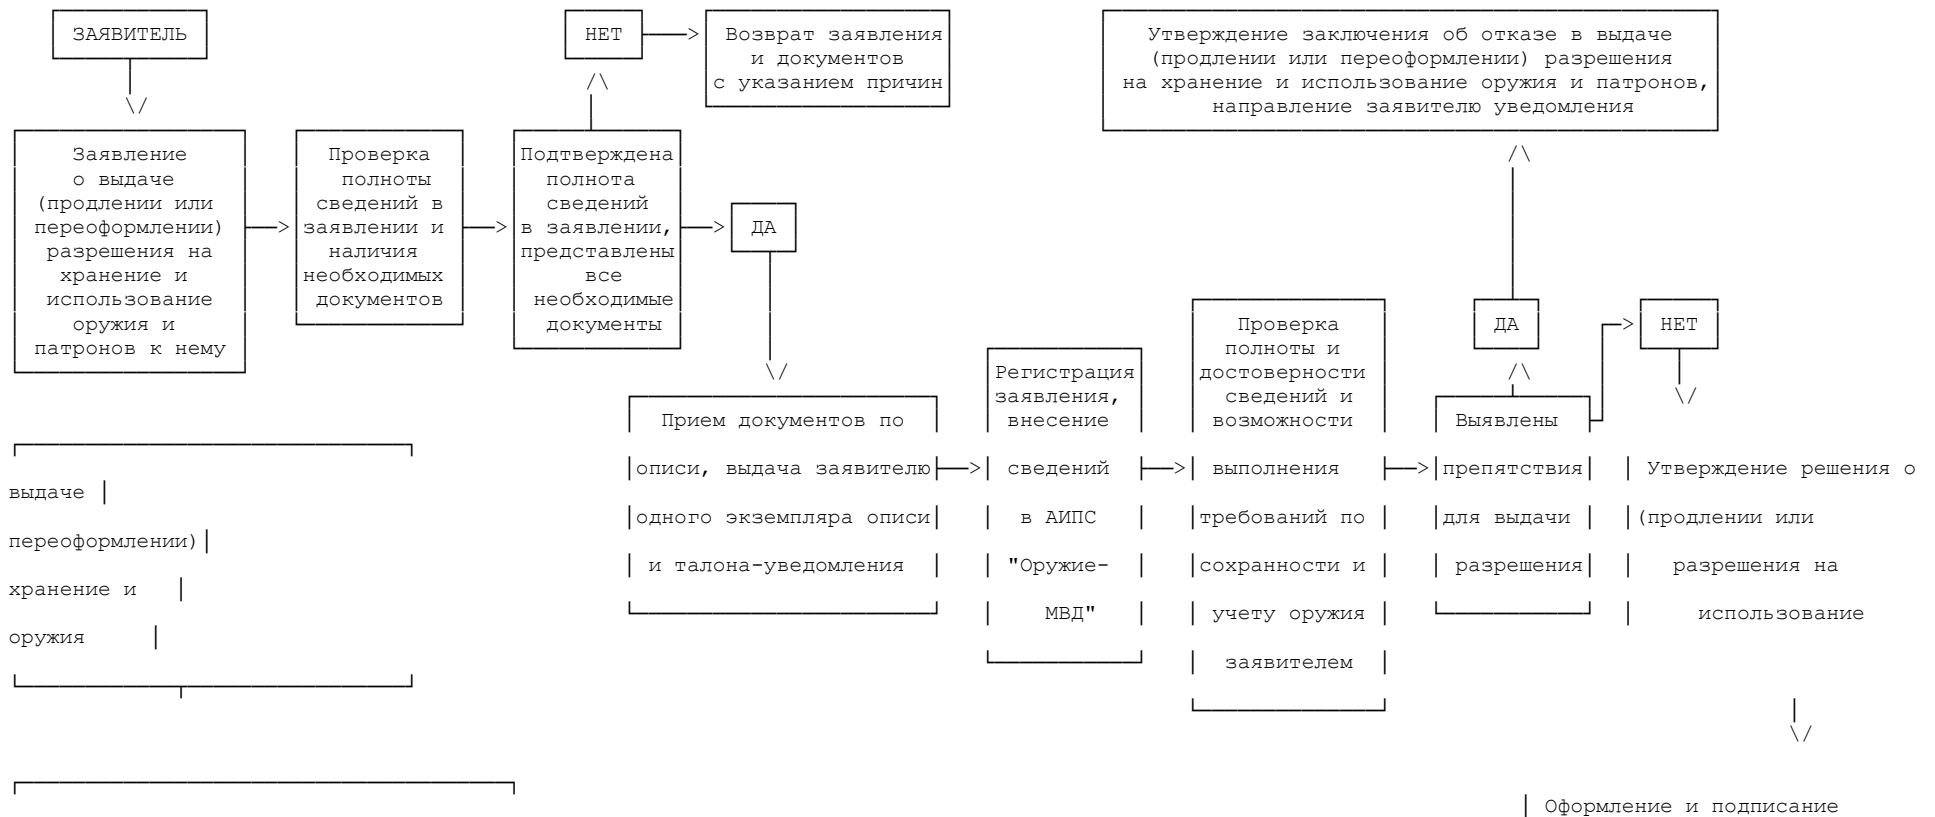 ЗАЯВИТЕЛЬ
НЕТ
Возврат заявления
и документов
с указанием причин
Утверждение заключения об отказе в выдаче
(продлении или переоформлении) разрешения
на хранение и использование оружия и патронов,
направление заявителю уведомления
Заявление
о выдаче
(продлении или
переоформлении)
разрешения на
хранение и
использование
оружия и
патронов к нему
Проверка
полноты
сведений в
заявлении и
наличия
необходимых
документов
Подтверждена
полнота
сведений
в заявлении,
представлены
все
необходимые
документы
ДА
Прием документов по
описи, выдача заявителю
одного экземпляра описи
и талона-уведомления
Регистрация
заявления,
внесение
сведений
в АИПС
"Оружие-
МВД"
Проверка
полноты и
достоверности
сведений и
возможности
выполнения
требований по
сохранности и
учету оружия
заявителем
ДА
НЕТ
Выявлены
препятствия
для выдачи
разрешения
Утверждение решения о
выдаче
(продлении или
переоформлении)
разрешения на
хранение и
использование
оружия
Оформление и подписание